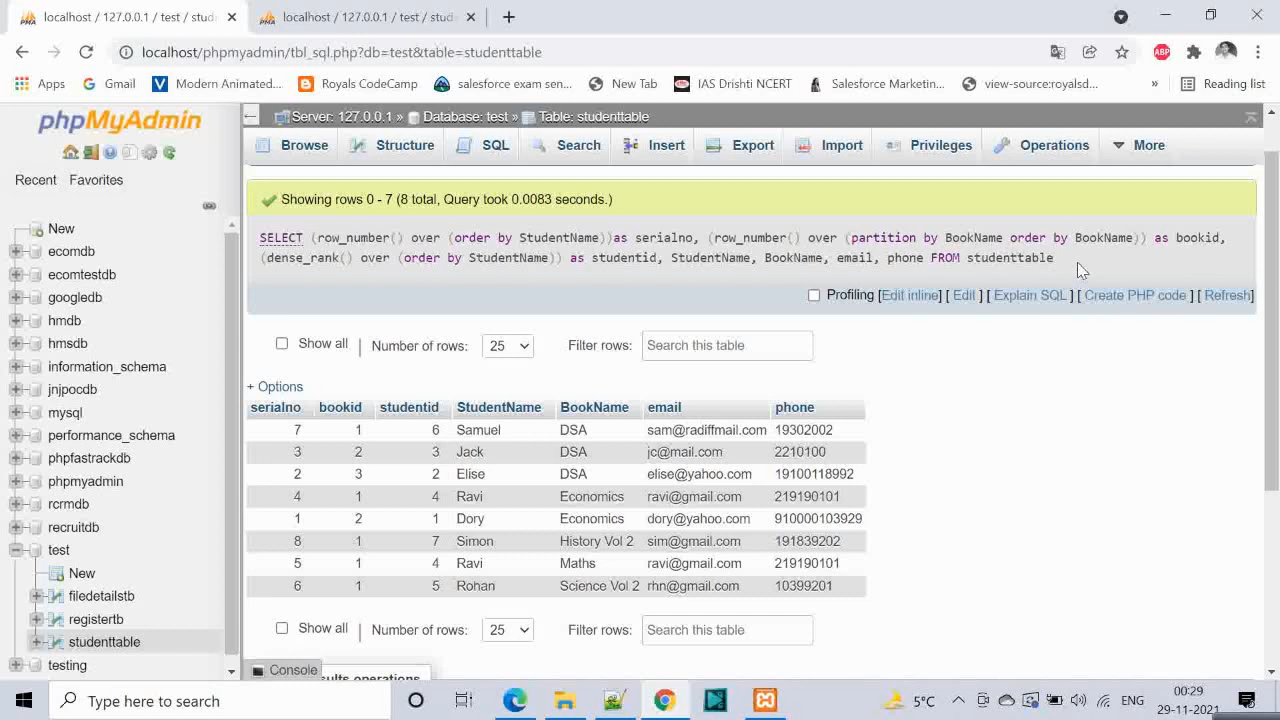 localhost / 127.0.0.1 / test / stude
localhost / 127.0.0.1 / test / stude
localhost/phpmyadmin/tbl_sql.php?db=test&table=studenttable
ABP
Apps Gmail Modern Animated... Royals CodeCamp salesforce exam sen... New Tab IAS Drishti NCERT Salesforce Marketin... view-source:royalsd... » Reading list
phpMyAdmin
Recent Favorites
New
ecomdb
ecomtestdb
googledb
hmdb
hmsdb
information_schema
jnjpocdb
mysql
performance_schema
phpfastrackdb
phpmyadmin
rcrmdb
recruitdb
test
New
filedetailstb
registertb
studenttable
testing
Server: 127.0.0.1 » Database: test » Table: studenttable
Browse Structure SQL Search Insert Export Import Privileges Operations More
Showing rows 0 - 7 (8 total, Query took 0.0083 seconds.)
SELECT (row_number() over (order by StudentName))as serialno, (row_number() over (partition by BookName order by BookName)) as bookid,
(dense_rank() over (order by StudentName)) as studentid, StudentName, BookName, email, phone FROM studenttable
Profiling [Edit inline] [ Edit ] [ Explain SQL ] [ Create PHP code ] [ Refresh]
Show all | Number of rows: 25 Filter rows: Search this table
+ Options
serialno bookid studentid StudentName BookName email phone
7 1 6 Samuel DSA sam@radiffmail.com 19302002
3 2 3 Jack DSA jc@mail.com 2210100
2 3 2 Elise DSA elise@yahoo.com 19100118992
4 1 4 Ravi Economics ravi@gmail.com 219190101
1 2 1 Dory Economics dory@yahoo.com 910000103929
8 1 7 Simon History Vol 2 sim@gmail.com 191839202
5 1 4 Ravi Maths ravi@gmail.com 219190101
6 1 5 Rohan Science Vol 2 rhn@gmail.com 10399201
Show all | Number of rows: 25 Filter rows: Search this table
Console
sults operations
Type here to search
5°C
ENG
00:29
29-11-2021